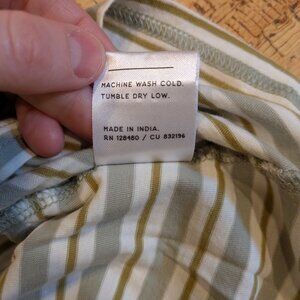 MACHINE WASH COLD.
TUMBLE DRY LOW.
MADE IN INDIA.
RN 128480 / CU 832196